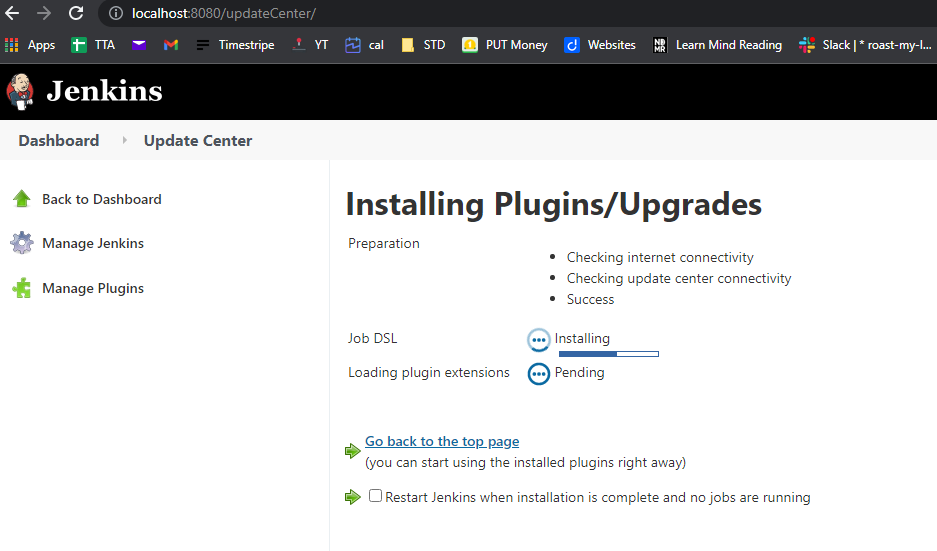 localhost:8080/updateCenter/
Apps TTA Timestripe YT cal STD PUT Money Websites NO MR Learn Mind Reading Slack | * roast-my-l...
Jenkins
Dashboard Update Center
Back to Dashboard
Manage Jenkins
Manage Plugins
Installing Plugins/Upgrades
Preparation
Checking internet connectivity
Checking update center connectivity
Success
Job DSL Installing
Loading plugin extensions Pending
Go back to the top page
(you can start using the installed plugins right away)
Restart Jenkins when installation is complete and no jobs are running